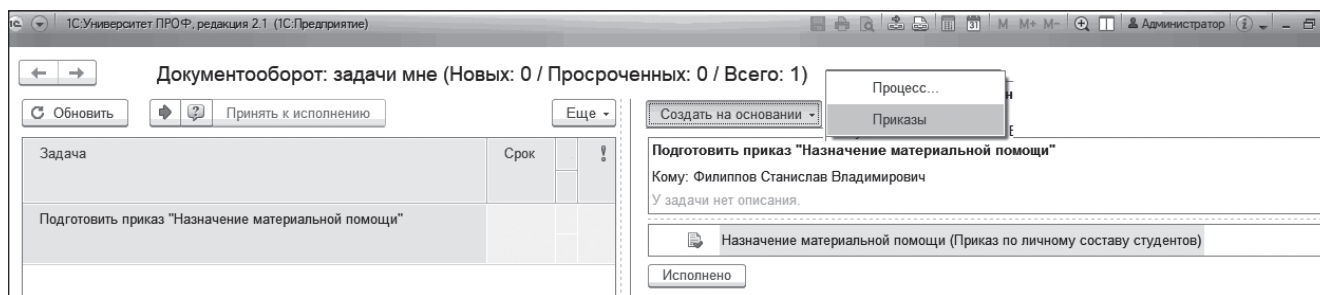 1С:Университет ПРОФ, редакция 2.1 (1С:Предприятие)
M M+ M- Администратор
Документооборот: задачи мне (Новых: 0 / Просроченных: 0 / Всего: 1)
Процесс...
Приказы
Обновить
Принять к исполнению
Еще
Создать на основании
Задача
Срок
Подготовить приказ "Назначение материальной помощи"
Кому: Филиппов Станислав Владимирович
У задачи нет описания.
Подготовить приказ "Назначение материальной помощи"
Назначение материальной помощи (Приказ по личному составу студентов)
Исполнено